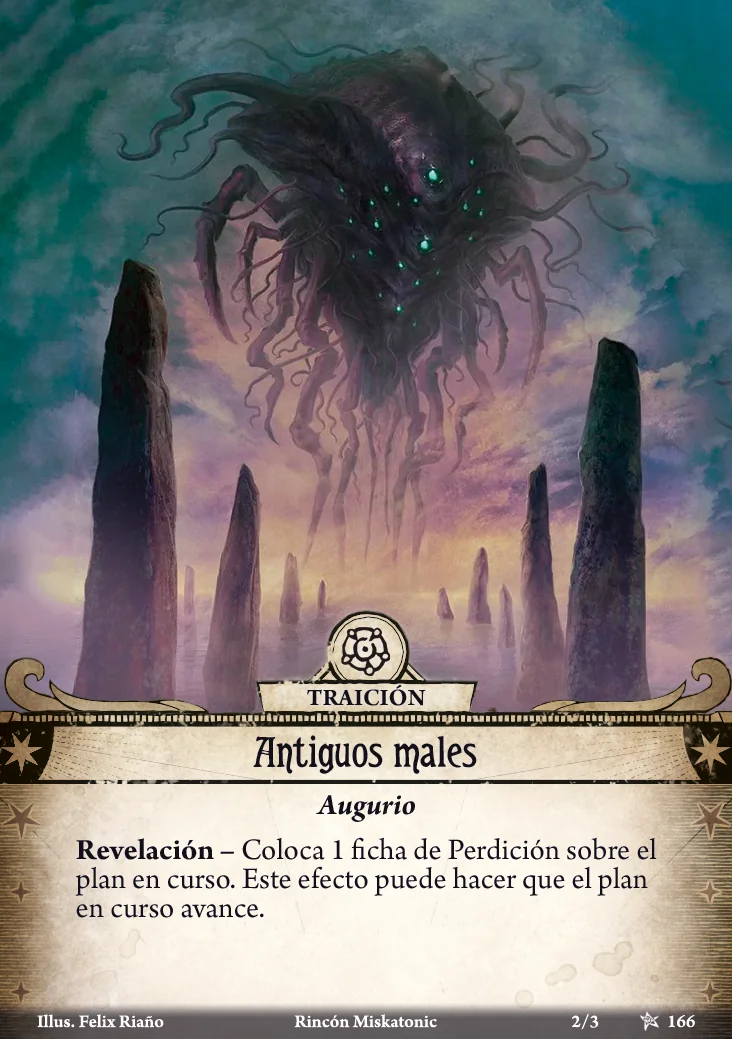 TRAICIÓN
Antiguos males
Augurio
Revelación – Coloca 1 ficha de Perdición sobre el
plan en curso. Este efecto puede hacer que el plan
en curso avance.
Illus. Felix Riaño Rincón Miskatonic 2/3 166